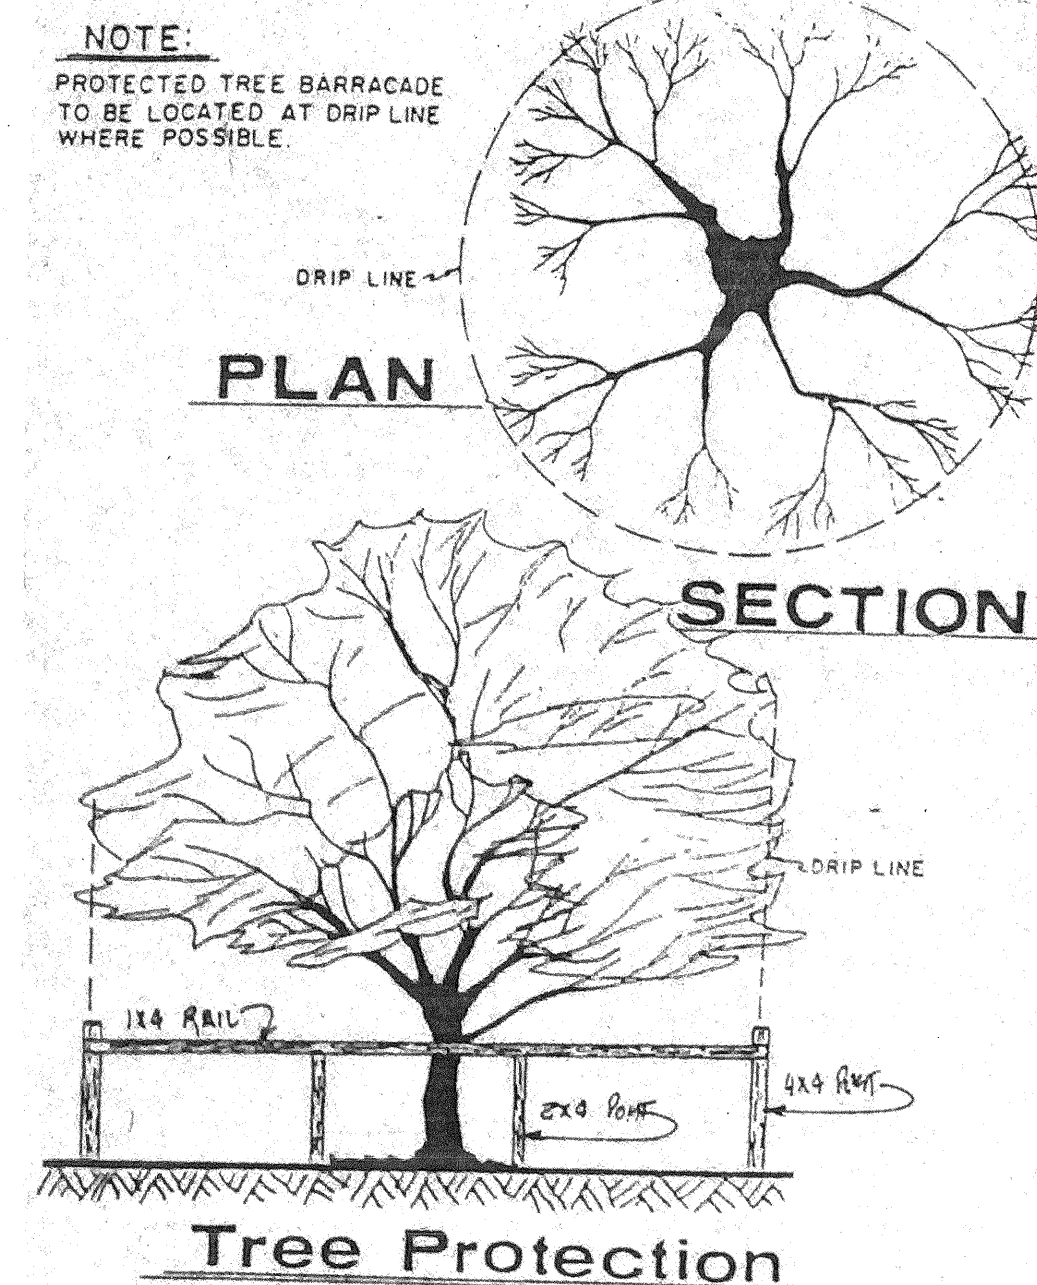 NOTE:
PROTECTED TREE BARRACADE
TO BE LOCATED AT DRIP LINE
WHERE POSSIBLE.
DRIP LINE
PLAN
SECTION
DRIP LINE
1X4 RAIL
2X4 POST
4X4 POST
Tree Protection